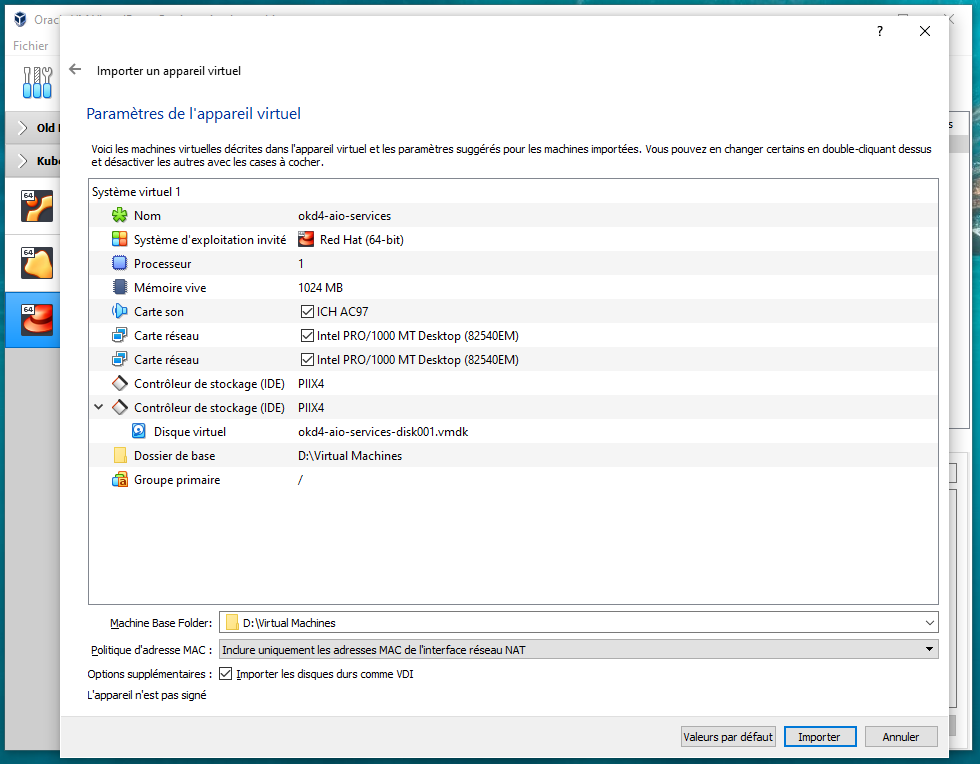 Orac
Fichier
?
Importer un appareil virtuel
Old
Kub
64
64
64
Paramètres de l'appareil virtuel
Voici les machines virtuelles décrites dans l'appareil virtuel et les paramètres suggérés pour les machines importées. Vous pouvez en changer certains en double-cliquant dessus
et désactiver les autres avec les cases à cocher.
Système virtuel 1
Nom okd4-aio-services
Système d'exploitation invité Red Hat (64-bit)
Processeur 1
Mémoire vive 1024 MB
Carte son ICH AC97
Carte réseau Intel PRO/1000 MT Desktop (82540EM)
Carte réseau Intel PRO/1000 MT Desktop (82540EM)
Contrôleur de stockage (IDE) PIIX4
Contrôleur de stockage (IDE) PIIX4
Disque virtuel okd4-aio-services-disk001.vmdk
Dossier de base D:\Virtual Machines
Groupe primaire /
Machine Base Folder: D:\Virtual Machines
Politique d'adresse MAC : Inclure uniquement les adresses MAC de l'interface réseau NAT
Options supplémentaires : Importer les disques durs comme VDI
L'appareil n'est pas signé
Valeurs par défaut Importer Annuler